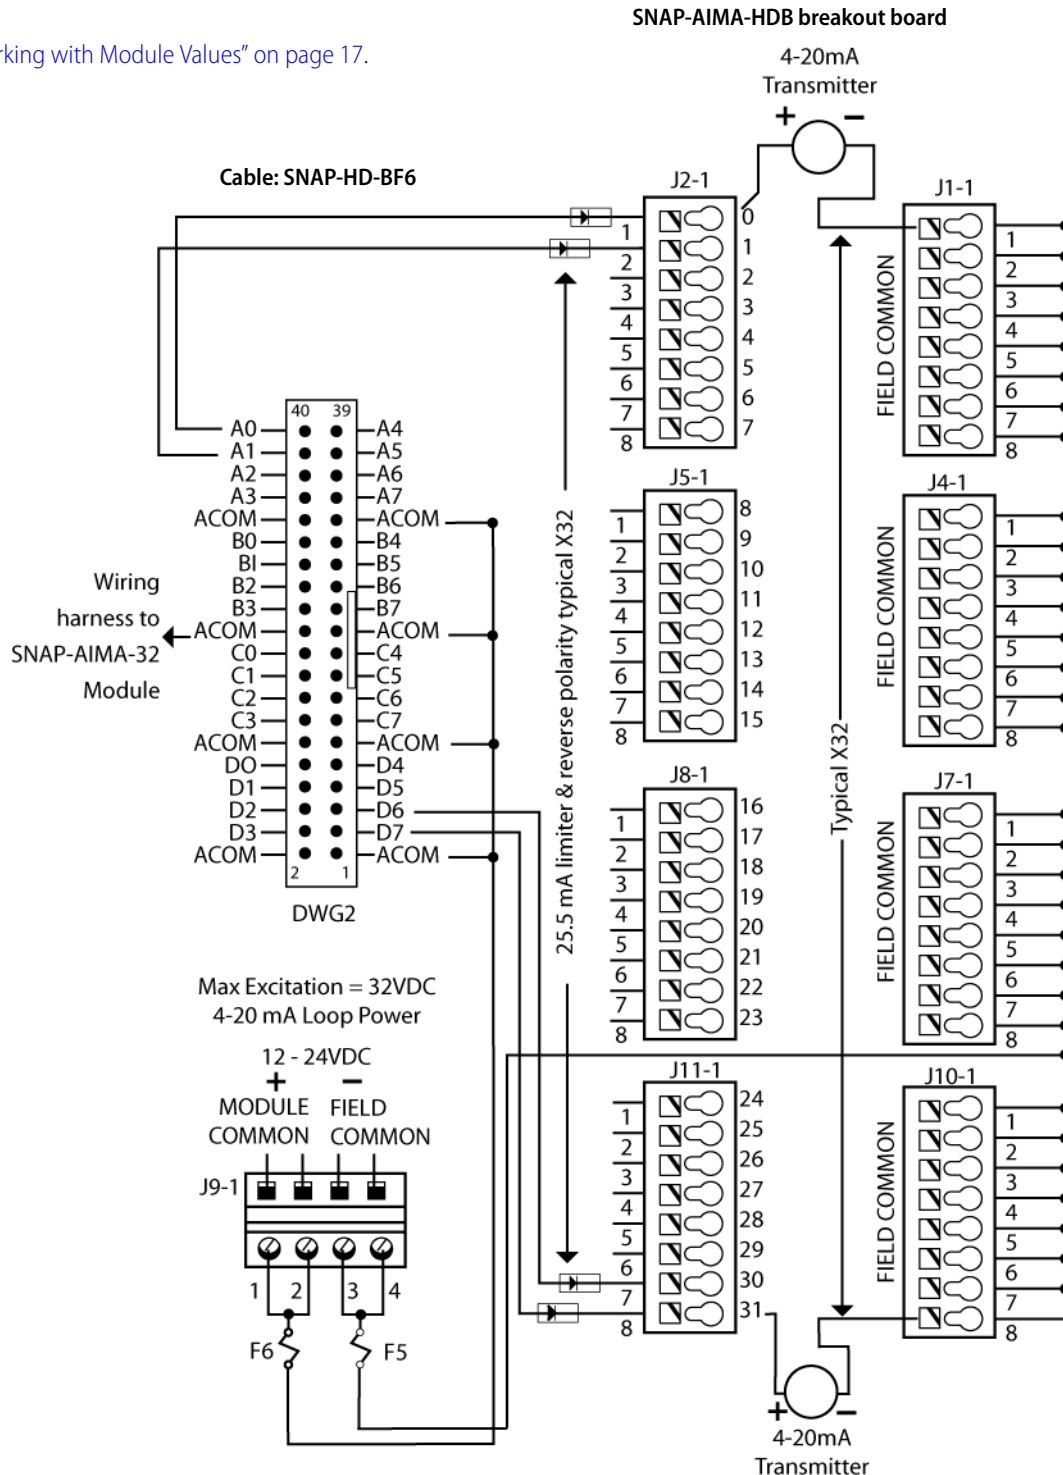 SNAP-AIMA-HDB breakout board
rking with Module Values” on page 17.
4-20mA
Transmitter
+ −
Cable: SNAP-HD-BF6
J2-1
0
1
2
3
4
5
6
7
1
2
3
4
5
6
7
8
J1-1
FIELD COMMON
1
2
3
4
5
6
7
8
40 39
A0 A4
A1 A5
A2 A6
A3 A7
ACOM ACOM
B0 B4
BI B5
B2 B6
B3 B7
ACOM ACOM
C0 C4
C1 C5
C2 C6
C3 C7
ACOM ACOM
DO D4
D1 D5
D2 D6
D3 D7
ACOM ACOM
2 1
DWG2
Wiring
harness to
SNAP-AIMA-32
Module
25.5 mA limiter & reverse polarity typical X32
Typical X32
J5-1
8
9
10
11
12
13
14
15
1
2
3
4
5
6
7
8
J4-1
FIELD COMMON
1
2
3
4
5
6
7
8
J8-1
16
17
18
19
20
21
22
23
1
2
3
4
5
6
7
8
J7-1
FIELD COMMON
1
2
3
4
5
6
7
8
Max Excitation = 32VDC
4-20 mA Loop Power
12 - 24VDC
+ −
MODULE FIELD
COMMON COMMON
J9-1
1 2 3 4
F6 F5
J11-1
24
25
26
27
28
29
30
31
1
2
3
4
5
6
7
8
J10-1
FIELD COMMON
1
2
3
4
5
6
7
8
+ −
4-20mA
Transmitter